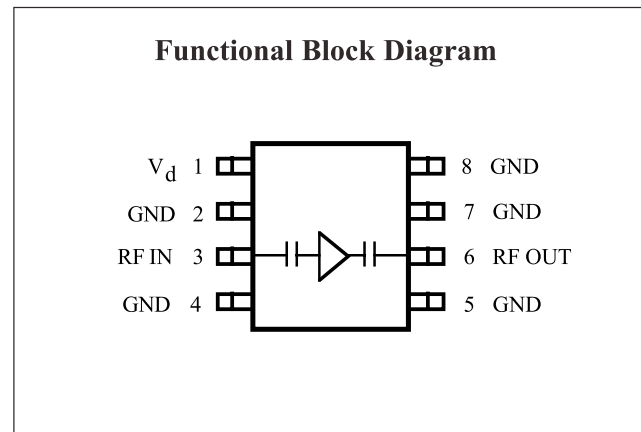 Functional Block Diagram
Vd 1
8 GND
GND 2
7 GND
RF IN 3
6 RF OUT
GND 4
5 GND